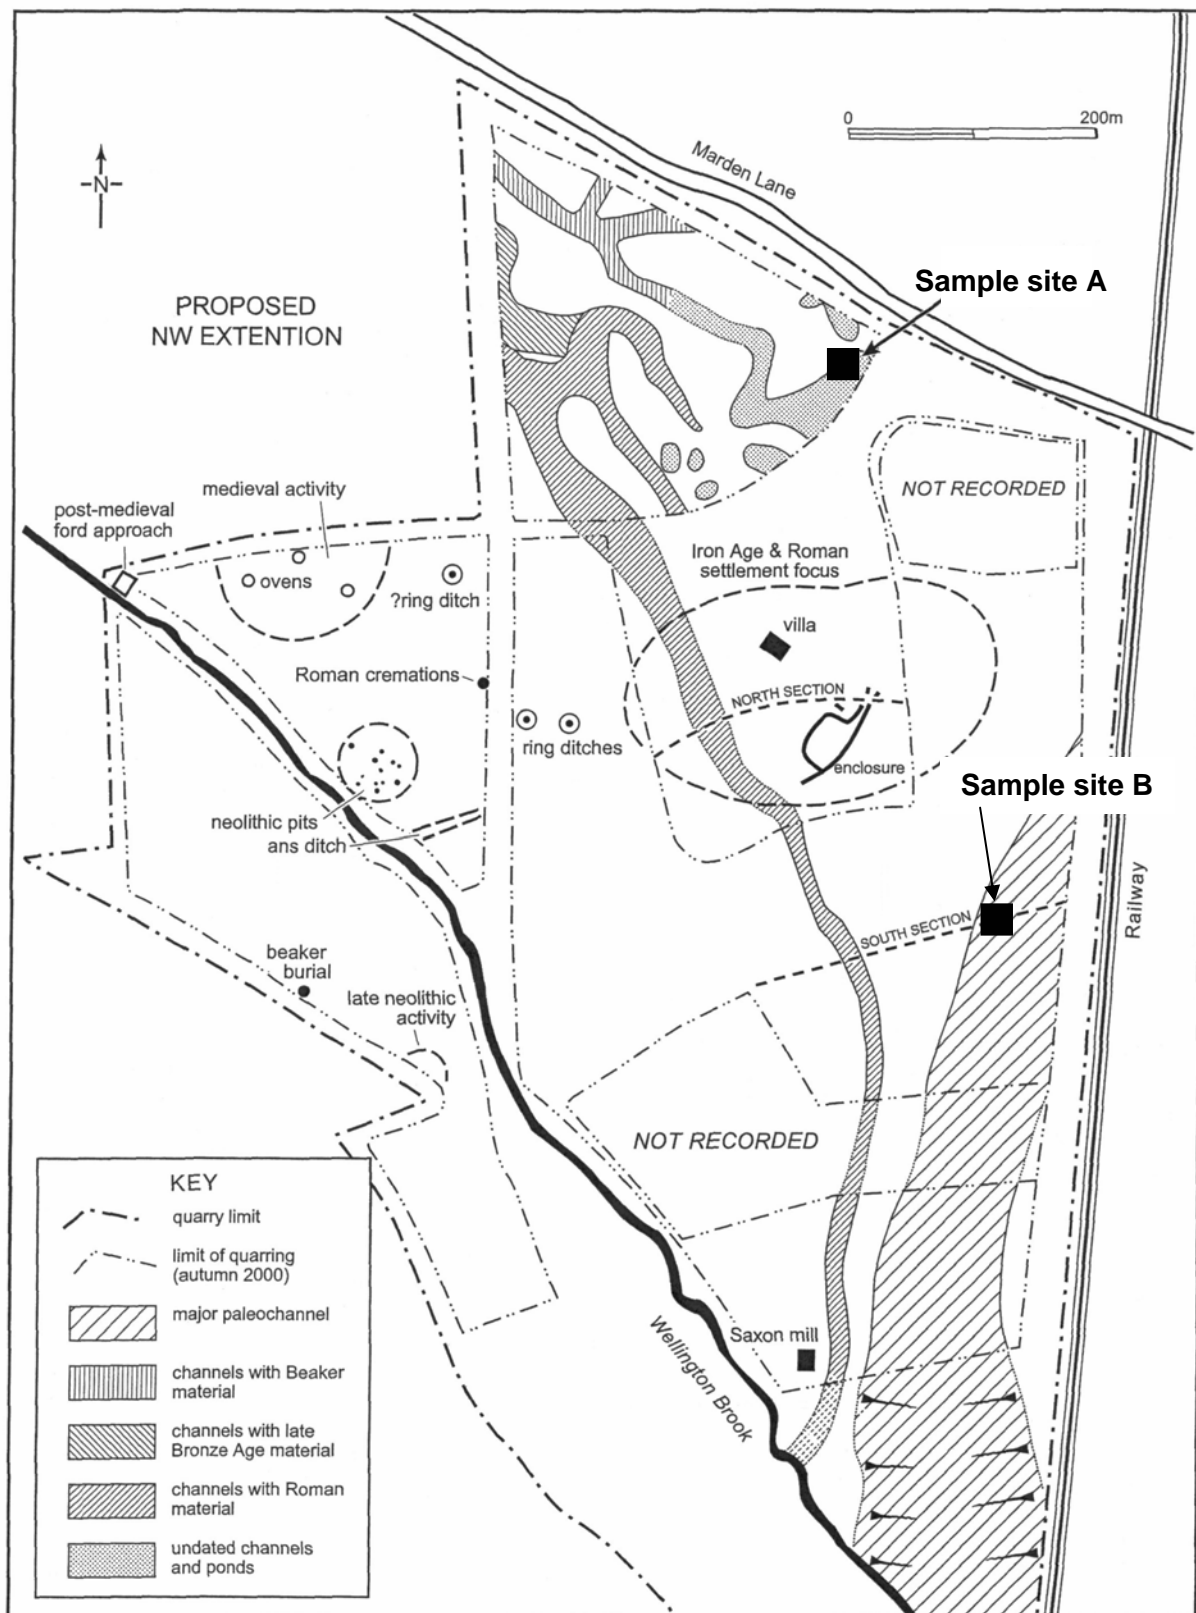 0 200m
Marden Lane
N
Sample site A
PROPOSED
NW EXTENTION
NOT RECORDED
medieval activity
post-medieval
ford approach
ovens
?ring ditch
Iron Age & Roman
settlement focus
villa
Roman cremations
NORTH SECTION
ring ditches
enclosure
Sample site B
neolithic pits
ans ditch
Railway
SOUTH SECTION
beaker
burial
late neolithic
activity
NOT RECORDED
KEY
quarry limit
limit of quarring
(autumn 2000)
major paleochannel
channels with Beaker
material
channels with late
Bronze Age material
channels with Roman
material
undated channels
and ponds
Saxon mill
Wellington Brook